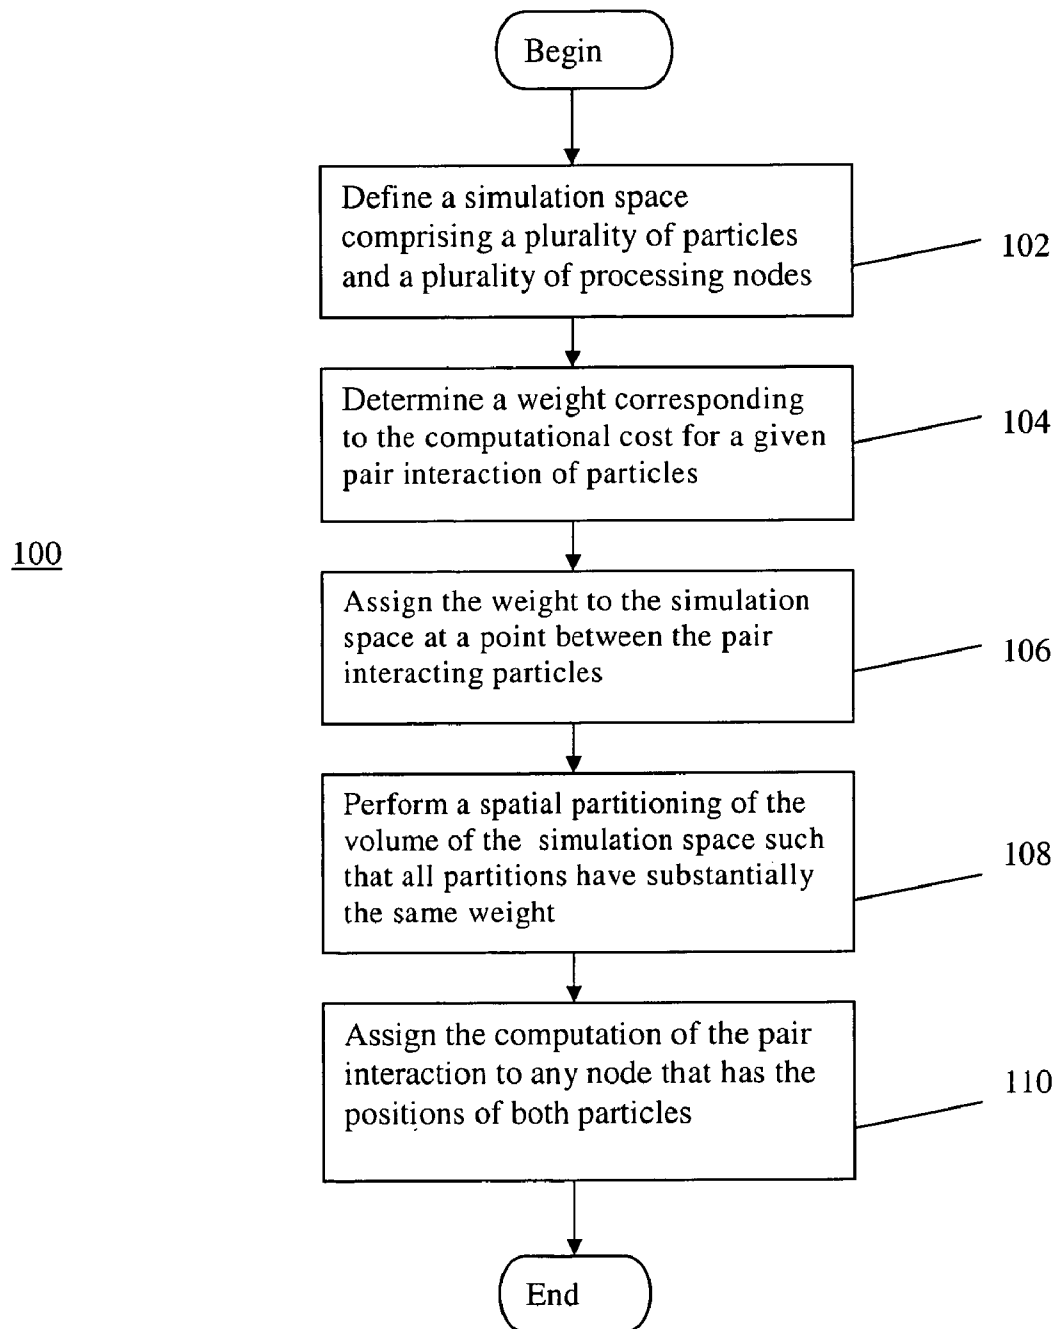 Begin
Define a simulation space
comprising a plurality of particles
and a plurality of processing nodes
102
Determine a weight corresponding
to the computational cost for a given
pair interaction of particles
104
100
Assign the weight to the simulation
space at a point between the pair
interacting particles
106
Perform a spatial partitioning of the
volume of the simulation space such
that all partitions have substantially
the same weight
108
Assign the computation of the pair
interaction to any node that has the
positions of both particles
110
End